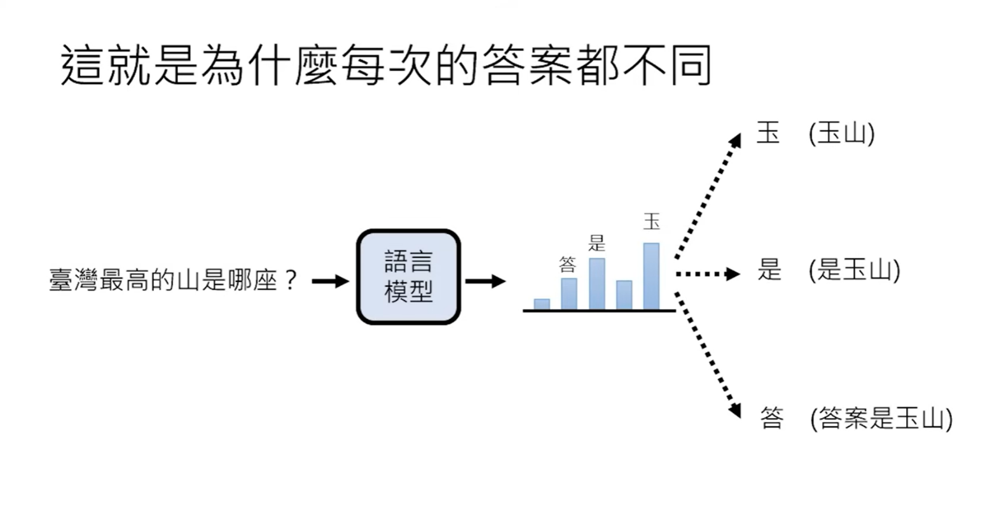 這就是為什麼每次的答案都不同
臺灣最高的山是哪座？
語言
模型
答
是
玉
玉 (玉山)
是 (是玉山)
答 (答案是玉山)